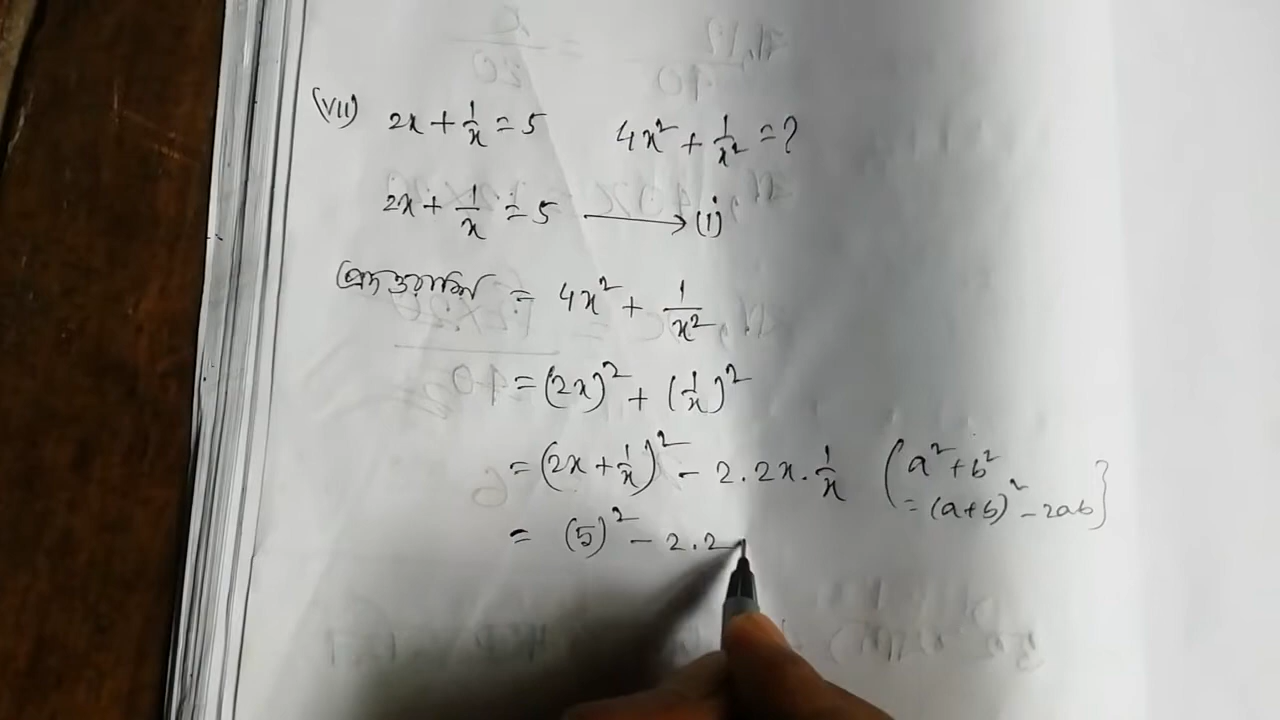 (VII) 2x + 1/x = 5 4x² + 1/x² = ?
2x + 1/x = 5 ⟶ (i)
প্রদত্তরাশি = 4x² + 1/x²
= (2x)² + (1/x)²
= (2x + 1/x)² - 2.2x.1/x (a² + b²
= (a+b)² - 2ab}
= (5)² - 2.2